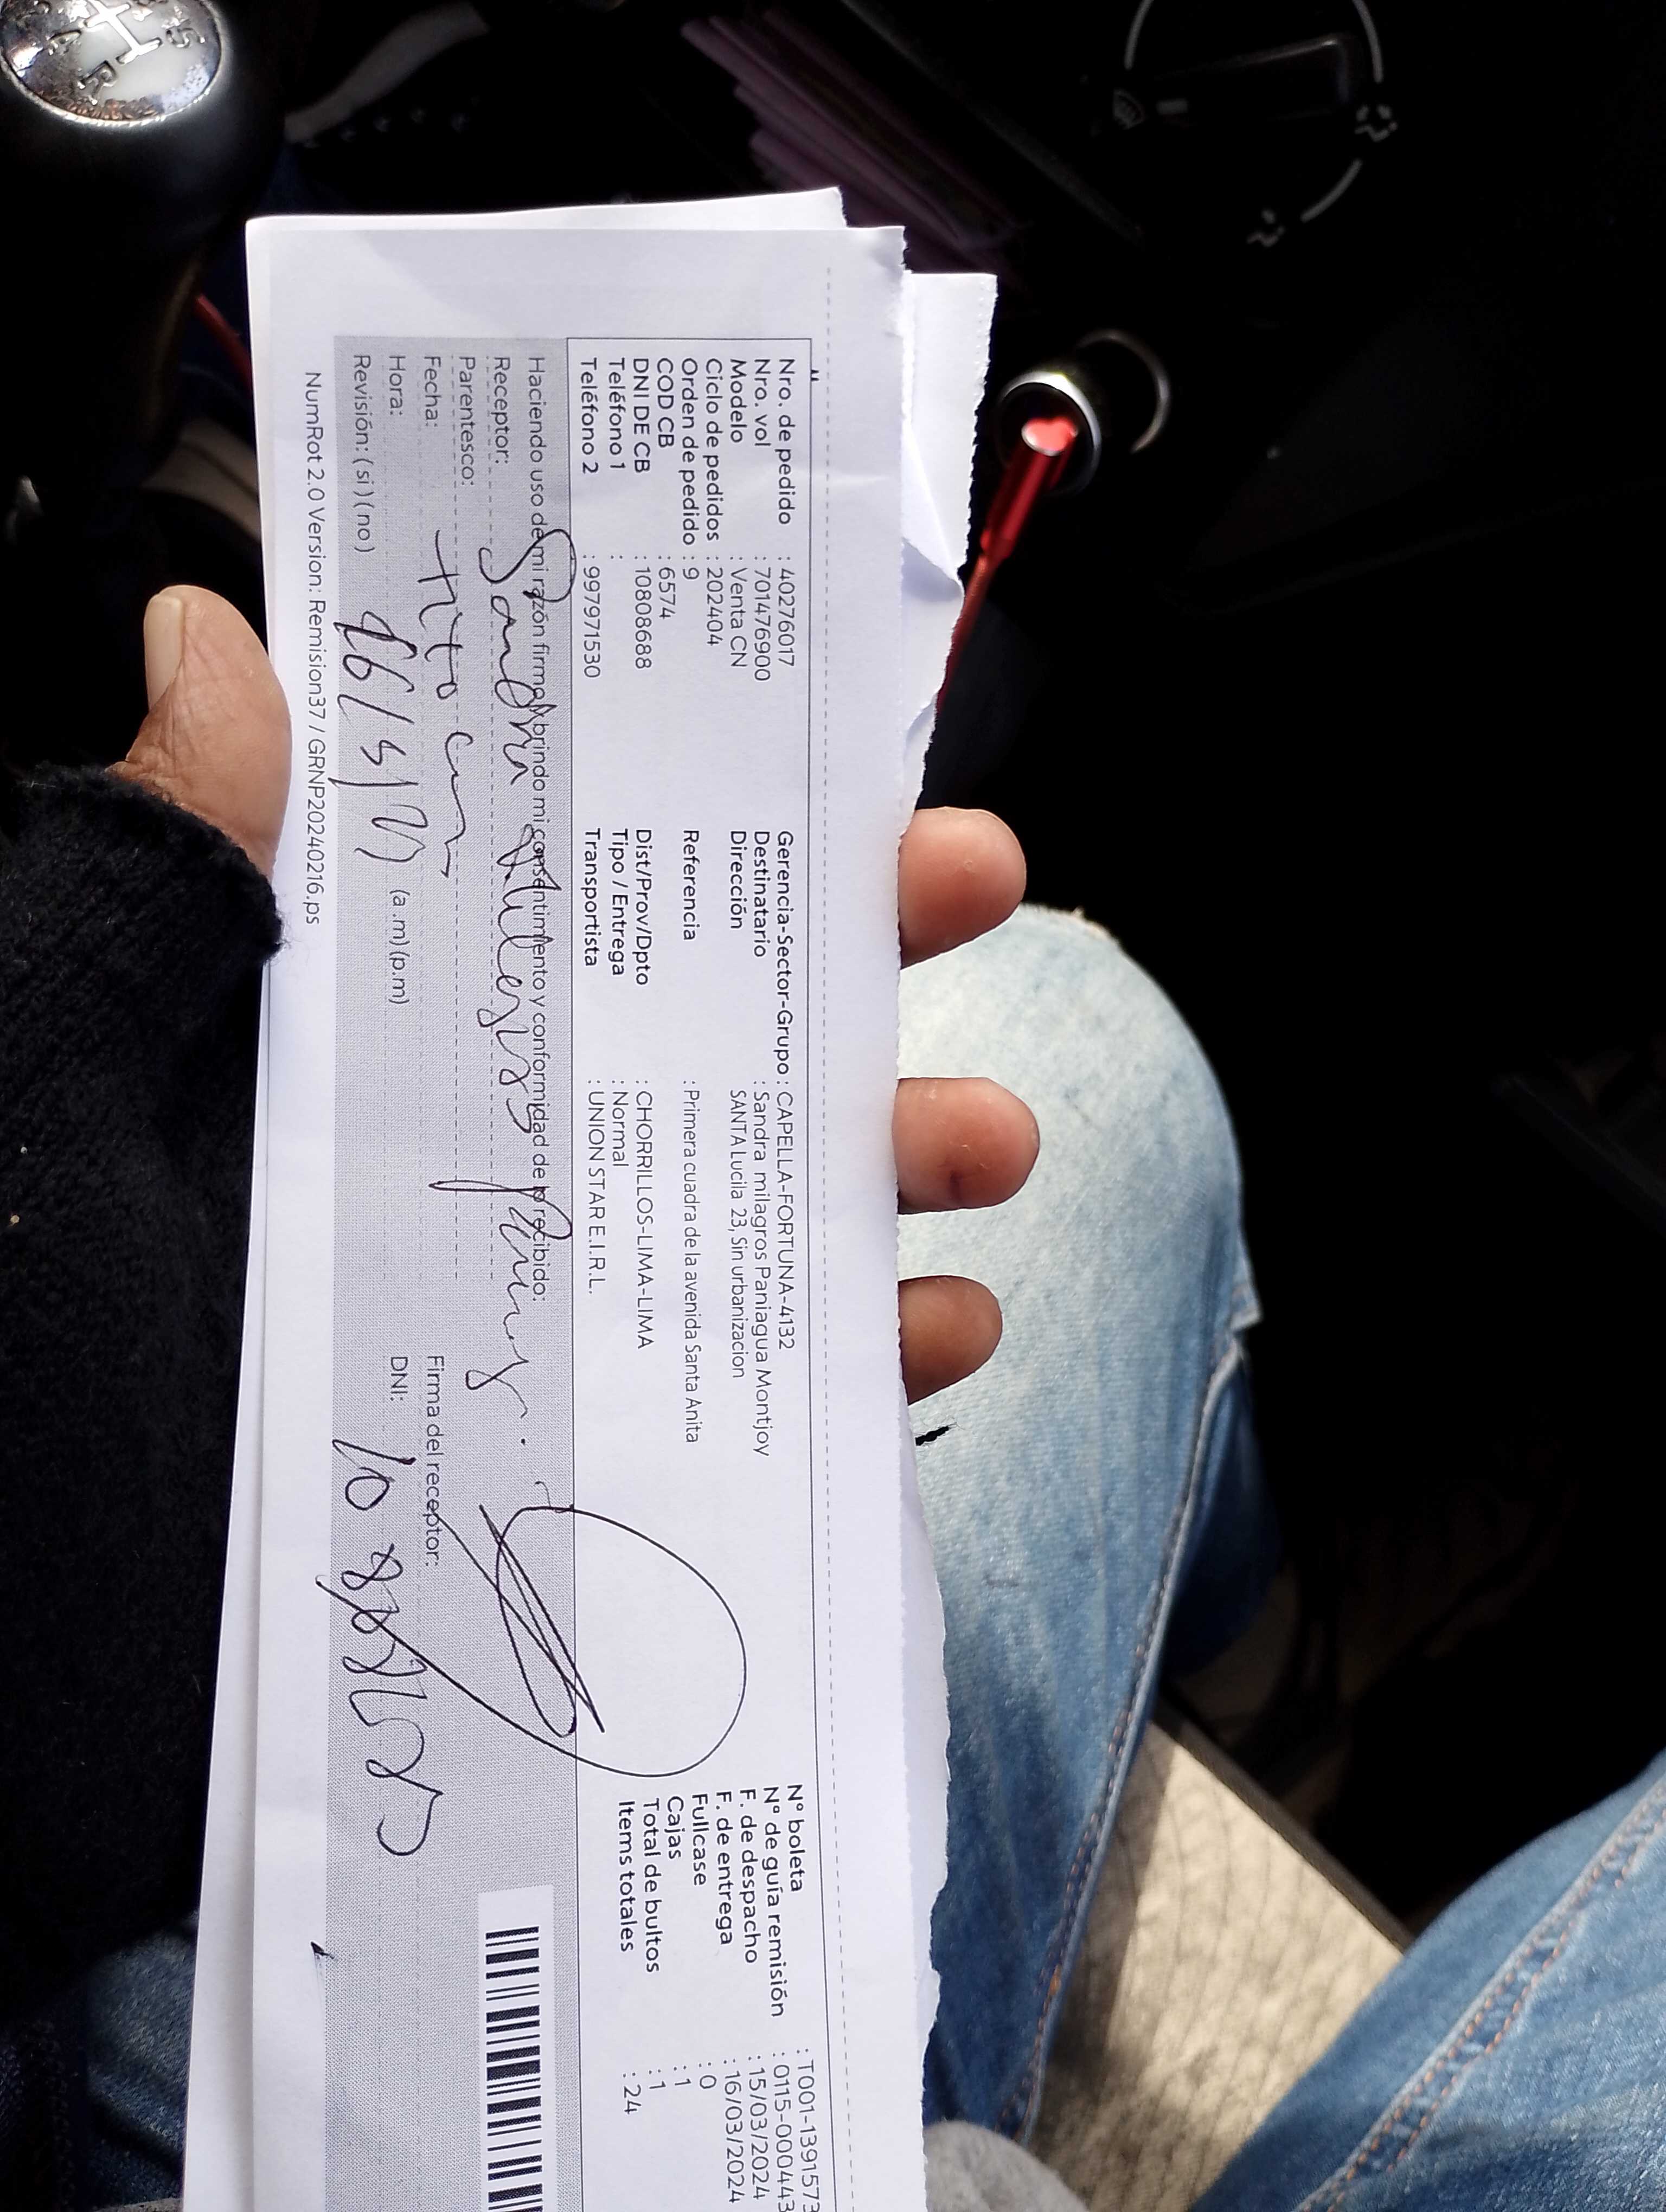 Nro. de pedido : 40276017
Nro. vol : 701476900
Modelo : Venta CN
Ciclo de pedidos : 202404
Orden de pedido : 9
COD CB : 6574
DNI DE CB : 10808688
Teléfono 1 :
Teléfono 2 : 997971530
Gerencia-Sector-Grupo : CAPELLA-FORTUNA-4132
Destinatario : Sandra milagros Paniagua Montjoy
Dirección SANTA Lucila 23, Sin urbanizacion
Referencia : Primera cuadra de la avenida Santa Anita
Dist/Prov/Dpto : CHORRILLOS-LIMA-LIMA
Tipo / Entrega : Normal
Transportista : UNION STAR E.I.R.L.
N° boleta : T001-1391573
N° de guía remisión : 0115-000443
F. de despacho : 15/03/2024
F. de entrega : 16/03/2024
Fullcase : 0
Cajas : 1
Total de bultos : 1
Items totales : 24
Haciendo uso de mi razón firma brindo mi consentimiento y conformidad de lo recibido:
Receptor: Sandra Milagros
Parentesco:
Fecha:
Hora: (a.m) (p.m)
Revisión: ( si ) ( no )
Firma del receptor:
DNI:
NumRot 2.0 Version: Remision37 / GRNP20240216.ps
5
R